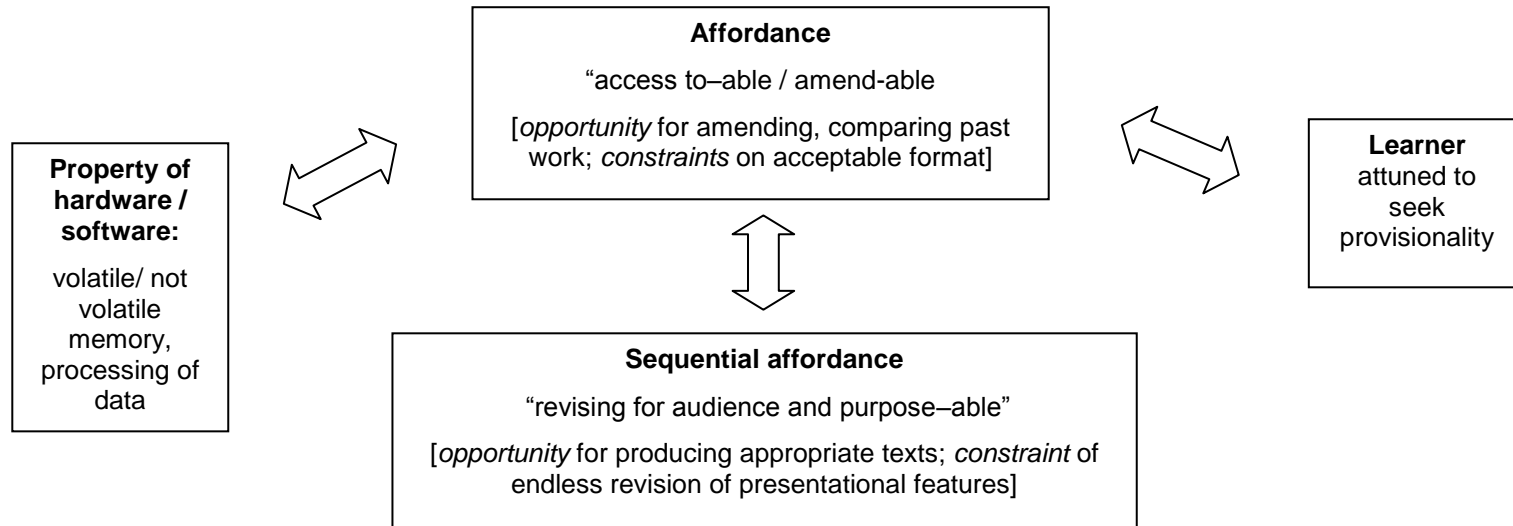 Affordance
“access to–able / amend-able
[opportunity for amending, comparing past
work; constraints on acceptable format]
Property of
hardware /
software:
volatile/ not
volatile
memory,
processing of
data
Learner
attuned to
seek
provisionality
Sequential affordance
“revising for audience and purpose–able”
[opportunity for producing appropriate texts; constraint of
endless revision of presentational features]